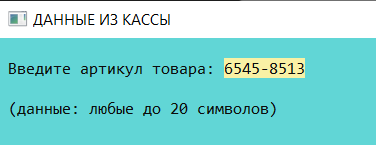 ДАННЫЕ ИЗ КАССЫ
Введите артикул товара: 6545-8513
(данные: любые до 20 символов)